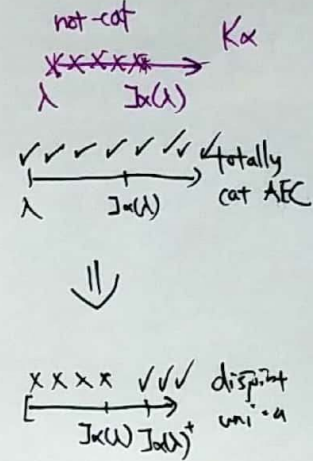 not-cat
x x x x x x Kα
λ ℶα(λ)
✓ ✓ ✓ ✓ ✓ ✓ ✓ ✓ totally
cat AEC
λ ℶα(λ)
⇓
x x x x ✓ ✓ ✓ disjoint
ℶα(λ) ℶα(λ)⁺